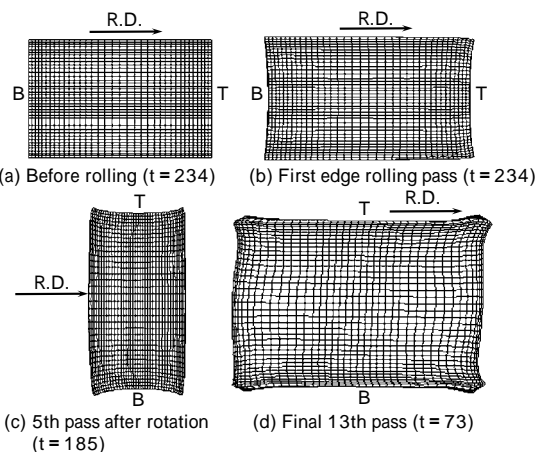 R.D.
R.D.
B T
B T
(a) Before rolling (t = 234)
(b) First edge rolling pass (t = 234)
T
T
R.D.
R.D.
B
B
(c) 5th pass after rotation
(t = 185)
(d) Final 13th pass (t = 73)